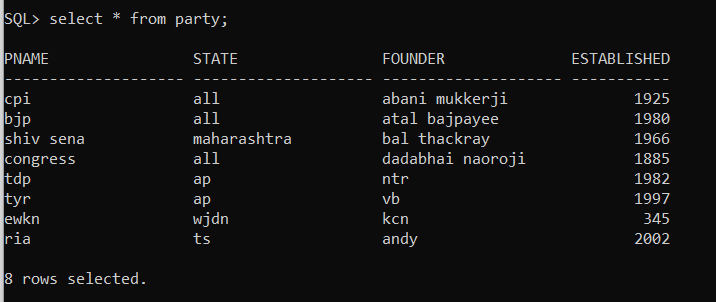 SQL> select * from party;
PNAME                STATE                FOUNDER              ESTABLISHED
-------------------- -------------------- -------------------- -----------
cpi                  all                  abani mukkerji              1925
bjp                  all                  atal bajpayee               1980
shiv sena            maharashtra          bal thackray                1966
congress             all                  dadabhai naoroji            1885
tdp                  ap                   ntr                         1982
tyr                  ap                   vb                          1997
ewkn                 wjdn                 kcn                          345
ria                  ts                   andy                        2002
8 rows selected.